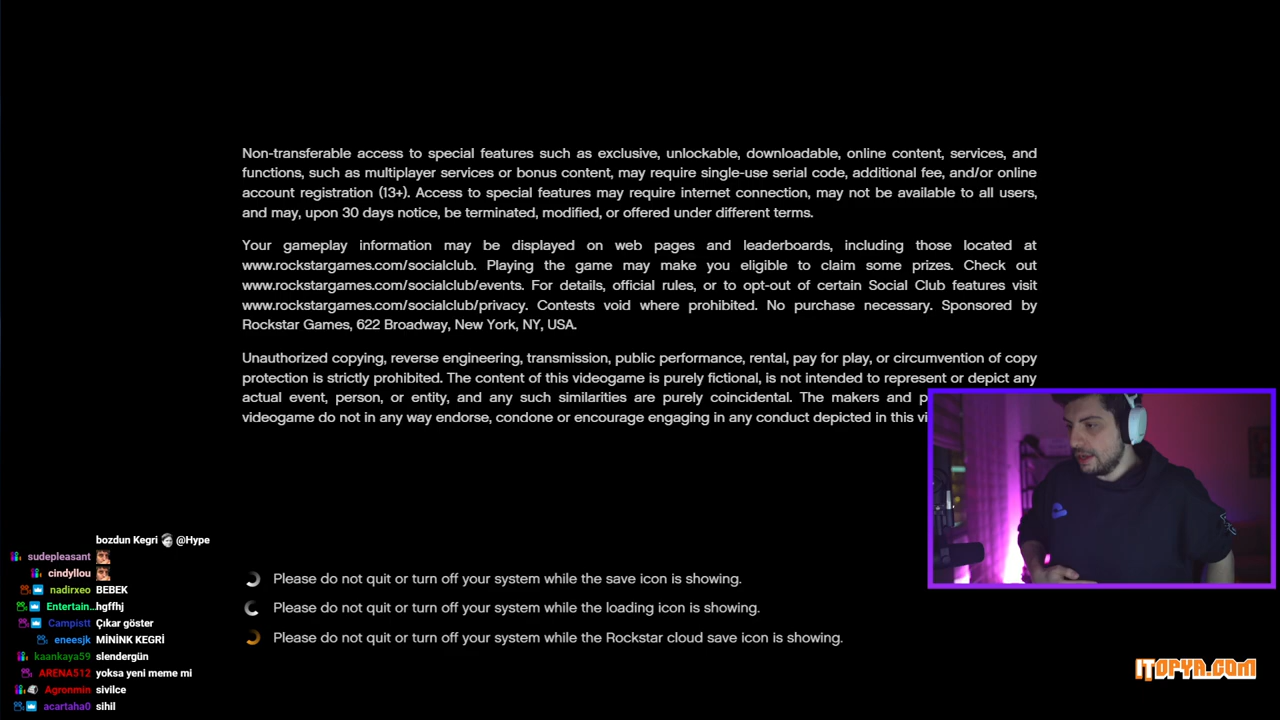 Non-transferable access to special features such as exclusive, unlockable, downloadable, online content, services, and
functions, such as multiplayer services or bonus content, may require single-use serial code, additional fee, and/or online
account registration (13+). Access to special features may require internet connection, may not be available to all users,
and may, upon 30 days notice, be terminated, modified, or offered under different terms.
Your gameplay information may be displayed on web pages and leaderboards, including those located at
www.rockstargames.com/socialclub. Playing the game may make you eligible to claim some prizes. Check out
www.rockstargames.com/socialclub/events. For details, official rules, or to opt-out of certain Social Club features visit
www.rockstargames.com/socialclub/privacy. Contests void where prohibited. No purchase necessary. Sponsored by
Rockstar Games, 622 Broadway, New York, NY, USA.
Unauthorized copying, reverse engineering, transmission, public performance, rental, pay for play, or circumvention of copy
protection is strictly prohibited. The content of this videogame is purely fictional, is not intended to represent or depict any
actual event, person, or entity, and any such similarities are purely coincidental. The makers and
videogame do not in any way endorse, condone or encourage engaging in any conduct depicted in this
Please do not quit or turn off your system while the save icon is showing.
Please do not quit or turn off your system while the loading icon is showing.
Please do not quit or turn off your system while the Rockstar cloud save icon is showing.
bozdun Kegri @Hype
sudepleasant
cindyllou
nadirxeo BEBEK
Entertain... hgffhj
Campistt Çıkar göster
eneesjk MİNİNK KEGRİ
kaankaya59 slendergün
ARENA512 yoksa yeni meme mi
Agronmin sivilce
acartaha0 sihil
ITOPYA.COM